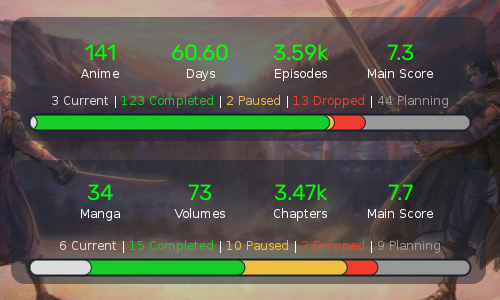 141 60.60 3.59k 7.3
Anime Days Episodes Main Score
3 Current | 123 Completed | 2 Paused | 13 Dropped | 44 Planning
34 73 3.47k 7.7
Manga Volumes Chapters Main Score
6 Current | 15 Completed | 10 Paused | 3 Dropped | 9 Planning